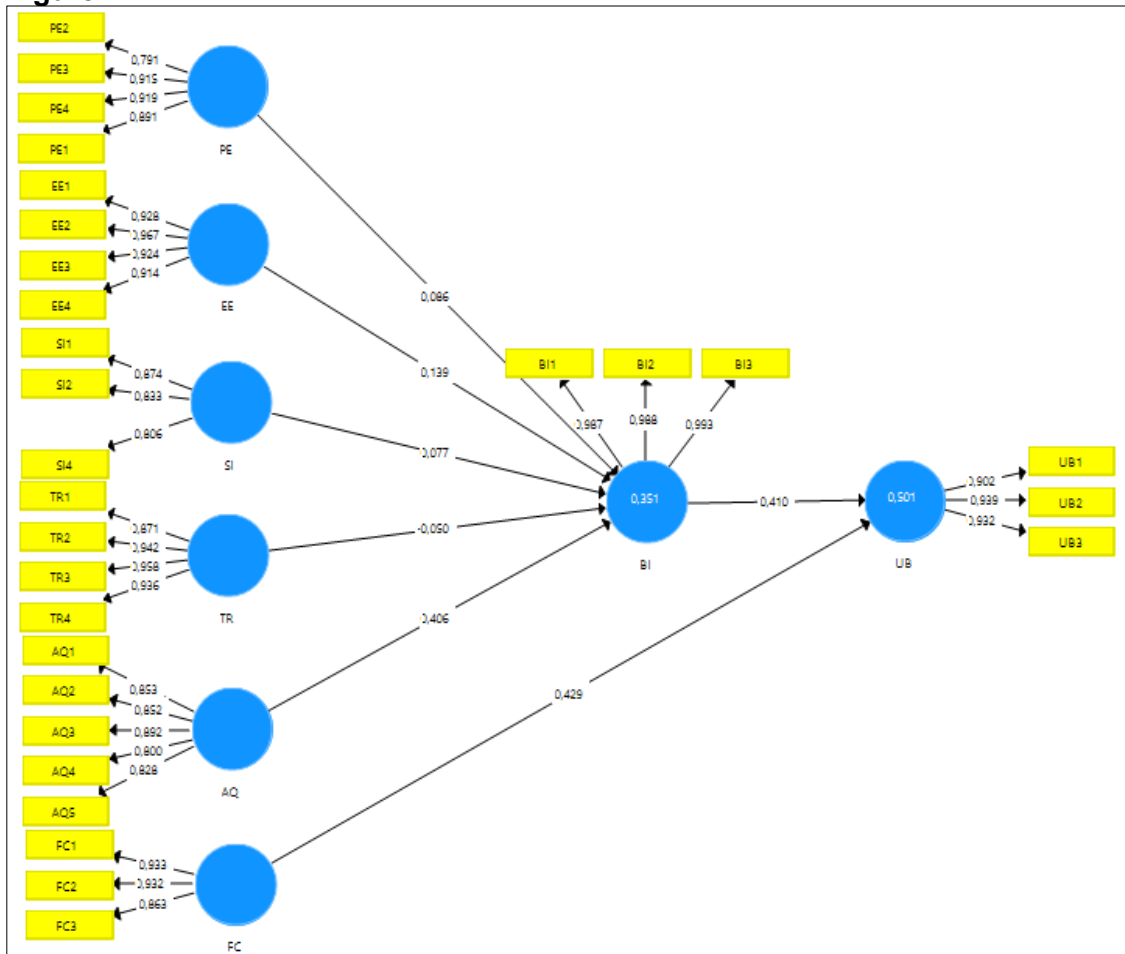 PE2
0,791
PE3
0,915
PE4
0,919
0,891
PE1
PE
EE1
0,928
EE2
0,967
EE3
0,924
0,914
EE4
EE
0,086
SI1
0,874
SI2
0,833
0,806
SI4
SI
0,139
0,077
TR1
0,871
TR2
0,942
TR3
0,958
0,936
TR4
TR
0,050
AQ1
0,853
AQ2
0,852
AQ3
0,892
0,800
AQ4
0,828
AQ5
AQ
0,406
BI1
BI2
BI3
0,987
0,988
0,993
0,351
BI
0,410
0,501
UB
0,902
UB1
0,939
UB2
0,932
UB3
0,429
FC1
0,933
FC2
0,932
0,863
FC3
FC